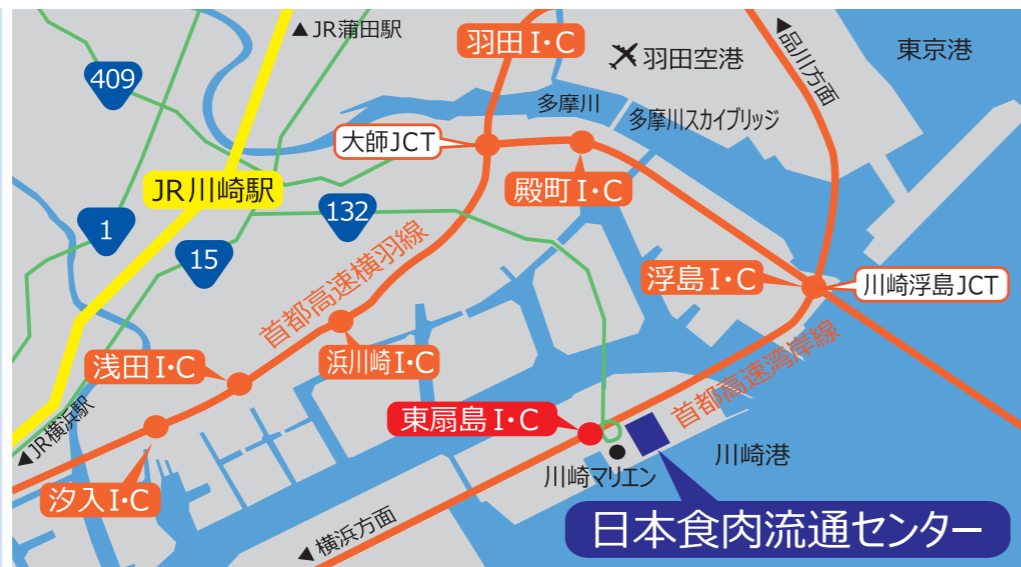 ▲JR蒲田駅
羽田I・C
羽田空港
▲品川方面
東京港
409
多摩川
多摩川スカイブリッジ
大師JCT
JR川崎駅
殿町I・C
132
1
15
首都高速横羽線
浮島I・C
川崎浮島JCT
浜川崎I・C
浅田I・C
首都高速湾岸線
東扇島I・C
▲JR横浜駅
川崎マリエン
川崎港
汐入I・C
▲横浜方面
日本食肉流通センター